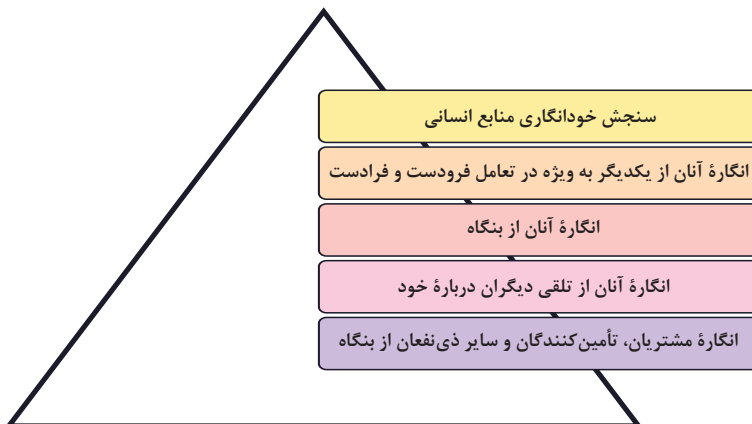 سنجش خودانگاری منابع انسانی
انگارهٔ آنان از یکدیگر به ویژه در تعامل فرودست و فرادست
انگارهٔ آنان از بنگاه
انگارهٔ آنان از تلقی دیگران دربارهٔ خود
انگارهٔ مشتریان، تأمین‌کنندگان و سایر ذی‌نفعان از بنگاه